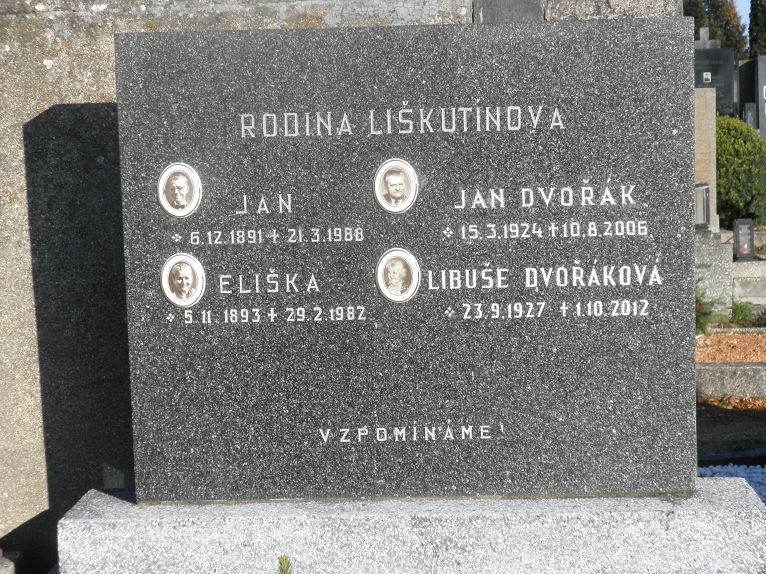 RODINA LIŠKUTÍNOVA
JAN
6.12.1891 + 21.3.1988
ELIŠKA
5.11.1893 + 29.2.1982
JAN DVOŘÁK
15.3.1924 + 10.8.2006
LIBUŠE DVOŘÁKOVÁ
23.9.1927 +1.10.2012
VZPOMÍNÁME!